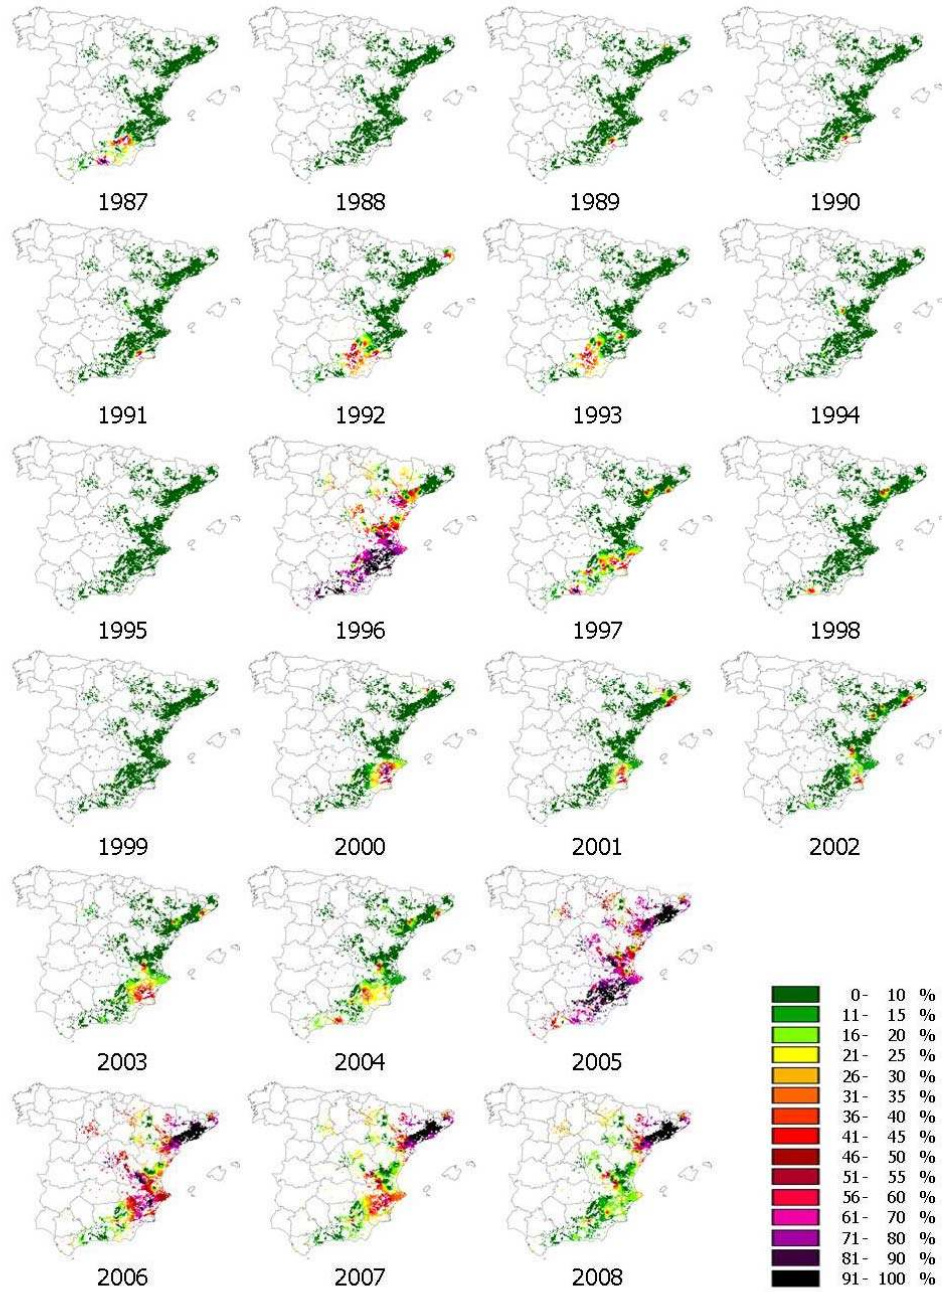 1987 1988 1989 1990
1991 1992 1993 1994
1995 1996 1997 1998
1999 2000 2001 2002
2003 2004 2005
2006 2007 2008
0- 10 %
11- 15 %
16- 20 %
21- 25 %
26- 30 %
31- 35 %
36- 40 %
41- 45 %
46- 50 %
51- 55 %
56- 60 %
61- 70 %
71- 80 %
81- 90 %
91- 100 %